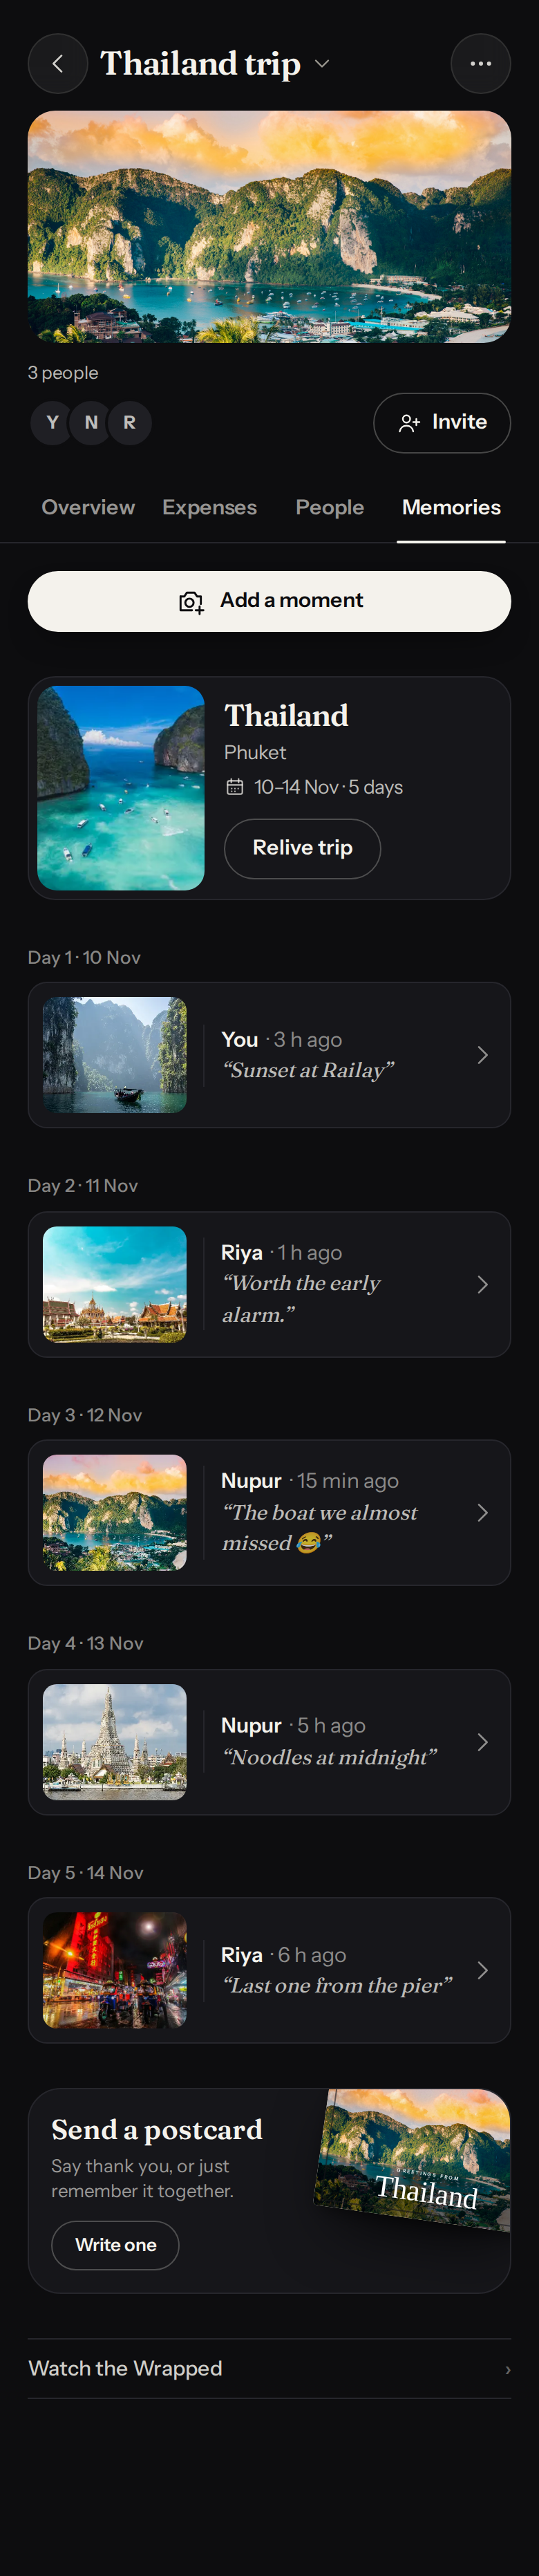 Thailand trip
3 people
Y N R
Invite
Overview Expenses People Memories
Add a moment
Thailand
Phuket
10–14 Nov · 5 days
Relive trip
Day 1 · 10 Nov
You · 3 h ago
“Sunset at Railay”
Day 2 · 11 Nov
Riya · 1 h ago
“Worth the early
alarm.”
Day 3 · 12 Nov
Nupur · 15 min ago
“The boat we almost
missed 😂”
Day 4 · 13 Nov
Nupur · 5 h ago
“Noodles at midnight”
Day 5 · 14 Nov
Riya · 6 h ago
“Last one from the pier”
Send a postcard
Say thank you, or just
remember it together.
Write one
GREETINGS FROM
Thailand
Watch the Wrapped